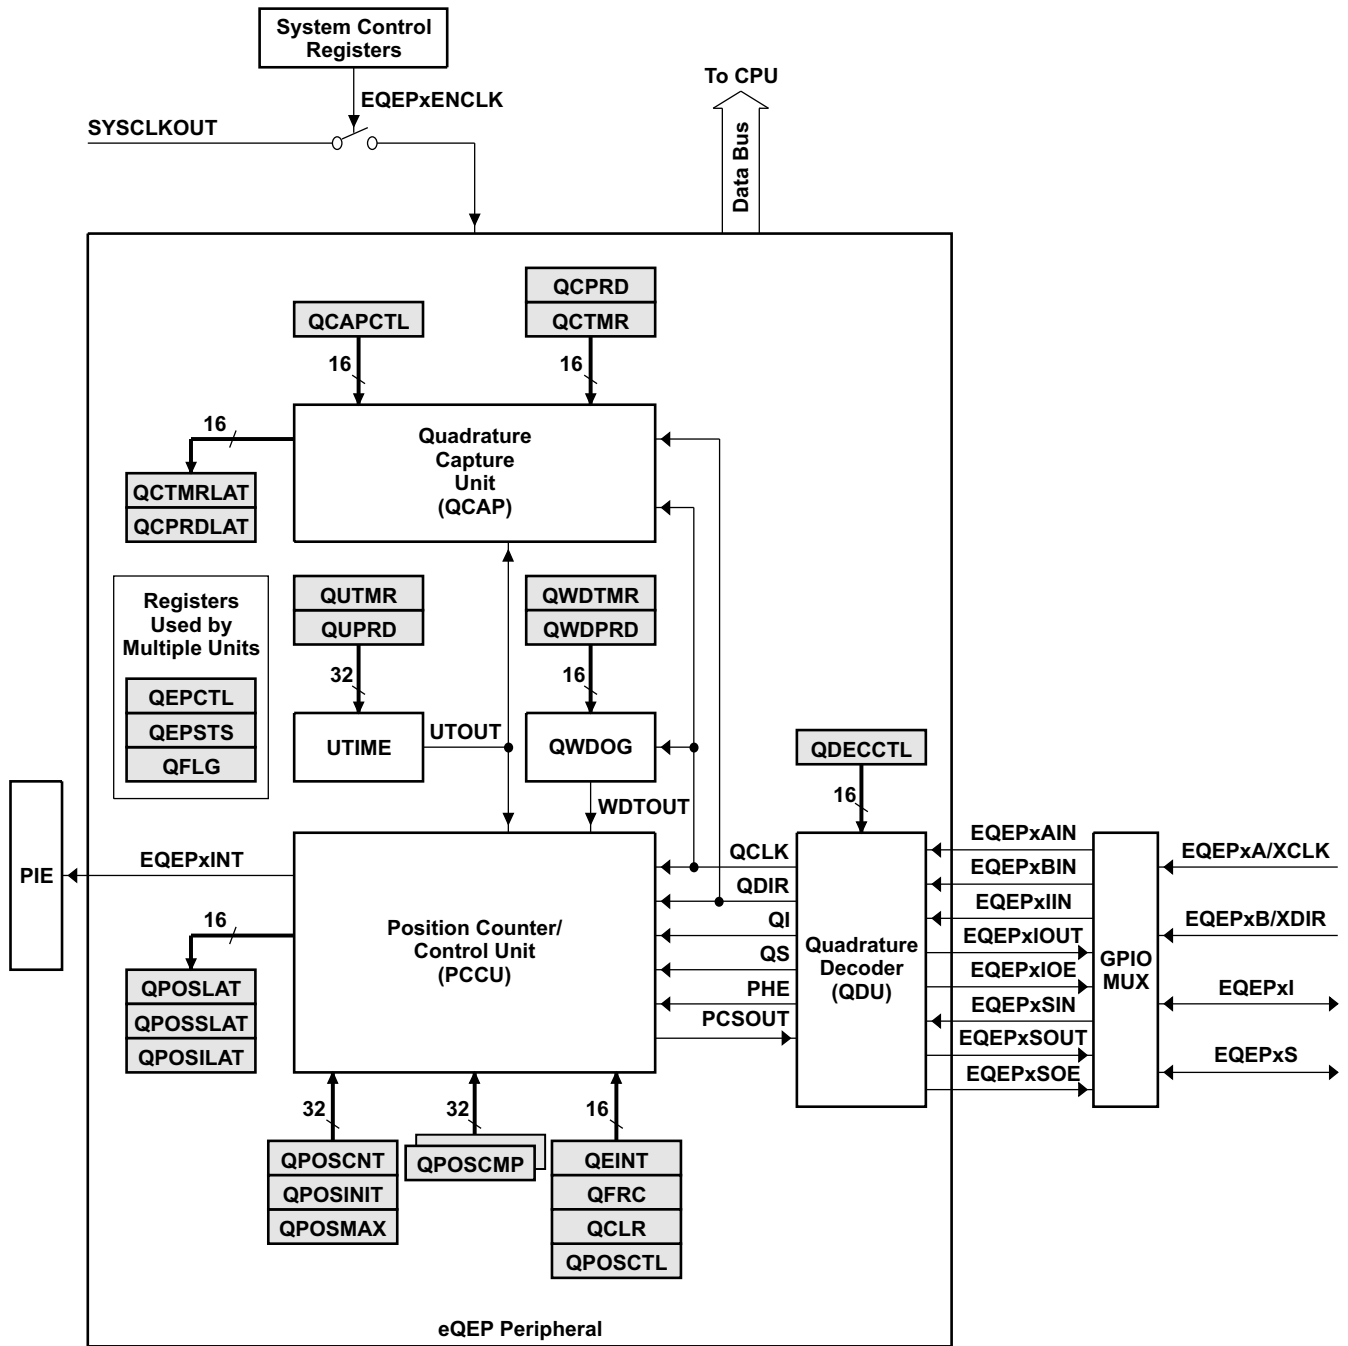 System Control
Registers
To CPU
EQEPxENCLK
SYSCLKOUT
Data Bus
QCPRD
QCAPCTL
QCTMR
16
16
16
Quadrature
Capture
Unit
(QCAP)
QCTMRLAT
QCPRDLAT
Registers
Used by
Multiple Units
QEPCTL
QEPSTS
QFLG
QUTMR
QUPRD
QWDTMR
QWDPRD
32
16
UTIME
UTOUT
QWDOG
QDECCTL
WDTOUT
16
PIE
EQEPxINT
16
Position Counter/
Control Unit
(PCCU)
QCLK
QDIR
QI
QS
PHE
PCSOUT
Quadrature
Decoder
(QDU)
EQEPxAIN
EQEPxBIN
EQEPxIIN
EQEPxIOUT
EQEPxIOE
EQEPxSIN
EQEPxSOUT
EQEPxSOE
GPIO
MUX
EQEPxA/XCLK
EQEPxB/XDIR
EQEPxI
EQEPxS
QPOSLAT
QPOSSLAT
QPOSILAT
32
32
16
QPOSCNT
QPOSINIT
QPOSMAX
QPOSCMP
QEINT
QFRC
QCLR
QPOSCTL
eQEP Peripheral